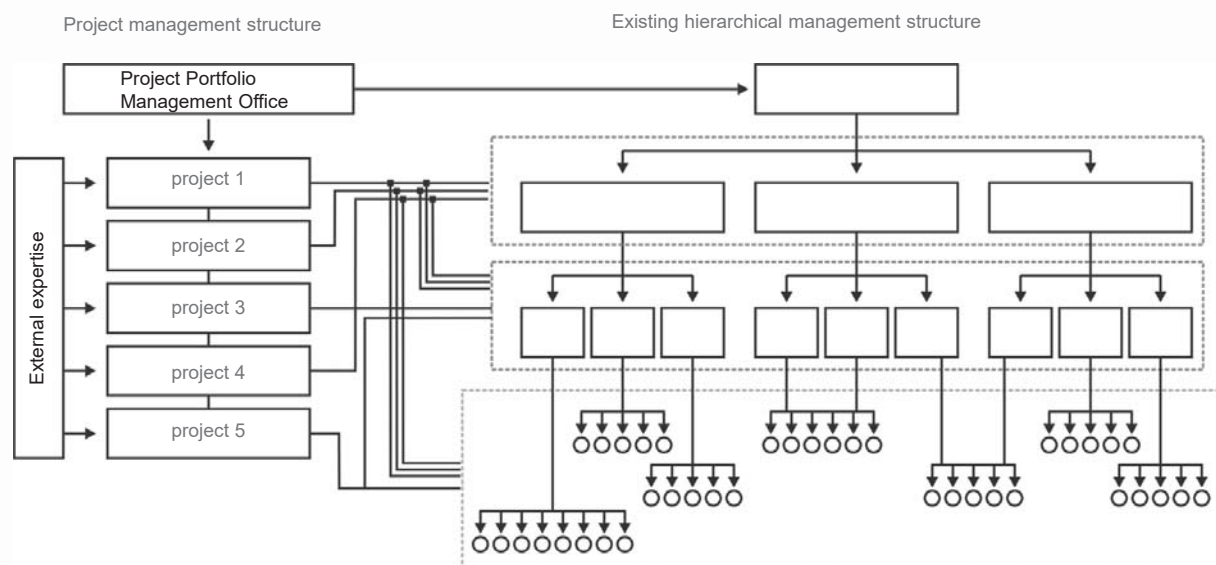 Project management structure
Existing hierarchical management structure
Project Portfolio
Management Office
External expertise
project 1
project 2
project 3
project 4
project 5